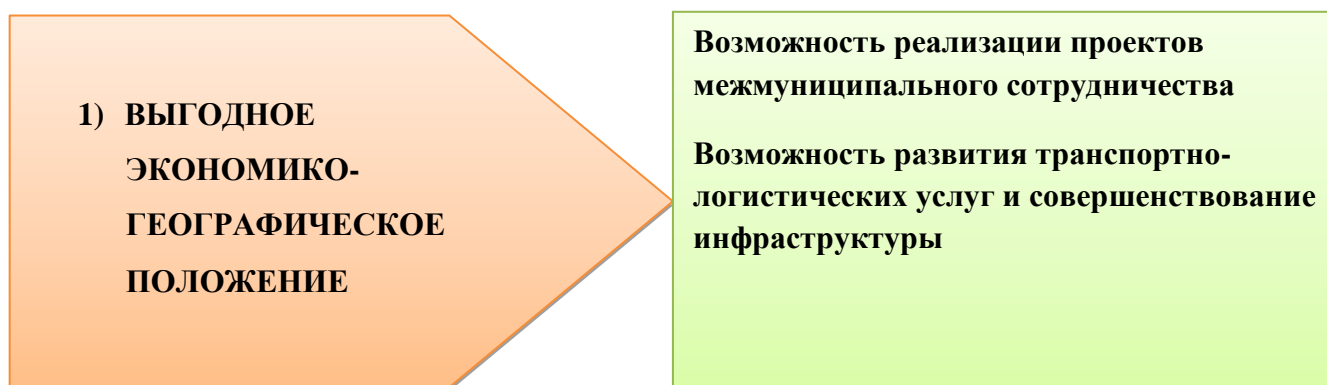 1) ВЫГОДНОЕ
ЭКОНОМИКО-
ГЕОГРАФИЧЕСКОЕ
ПОЛОЖЕНИЕ
Возможность реализации проектов
межмуниципального сотрудничества
Возможность развития транспортно-
логистических услуг и совершенствование
инфраструктуры